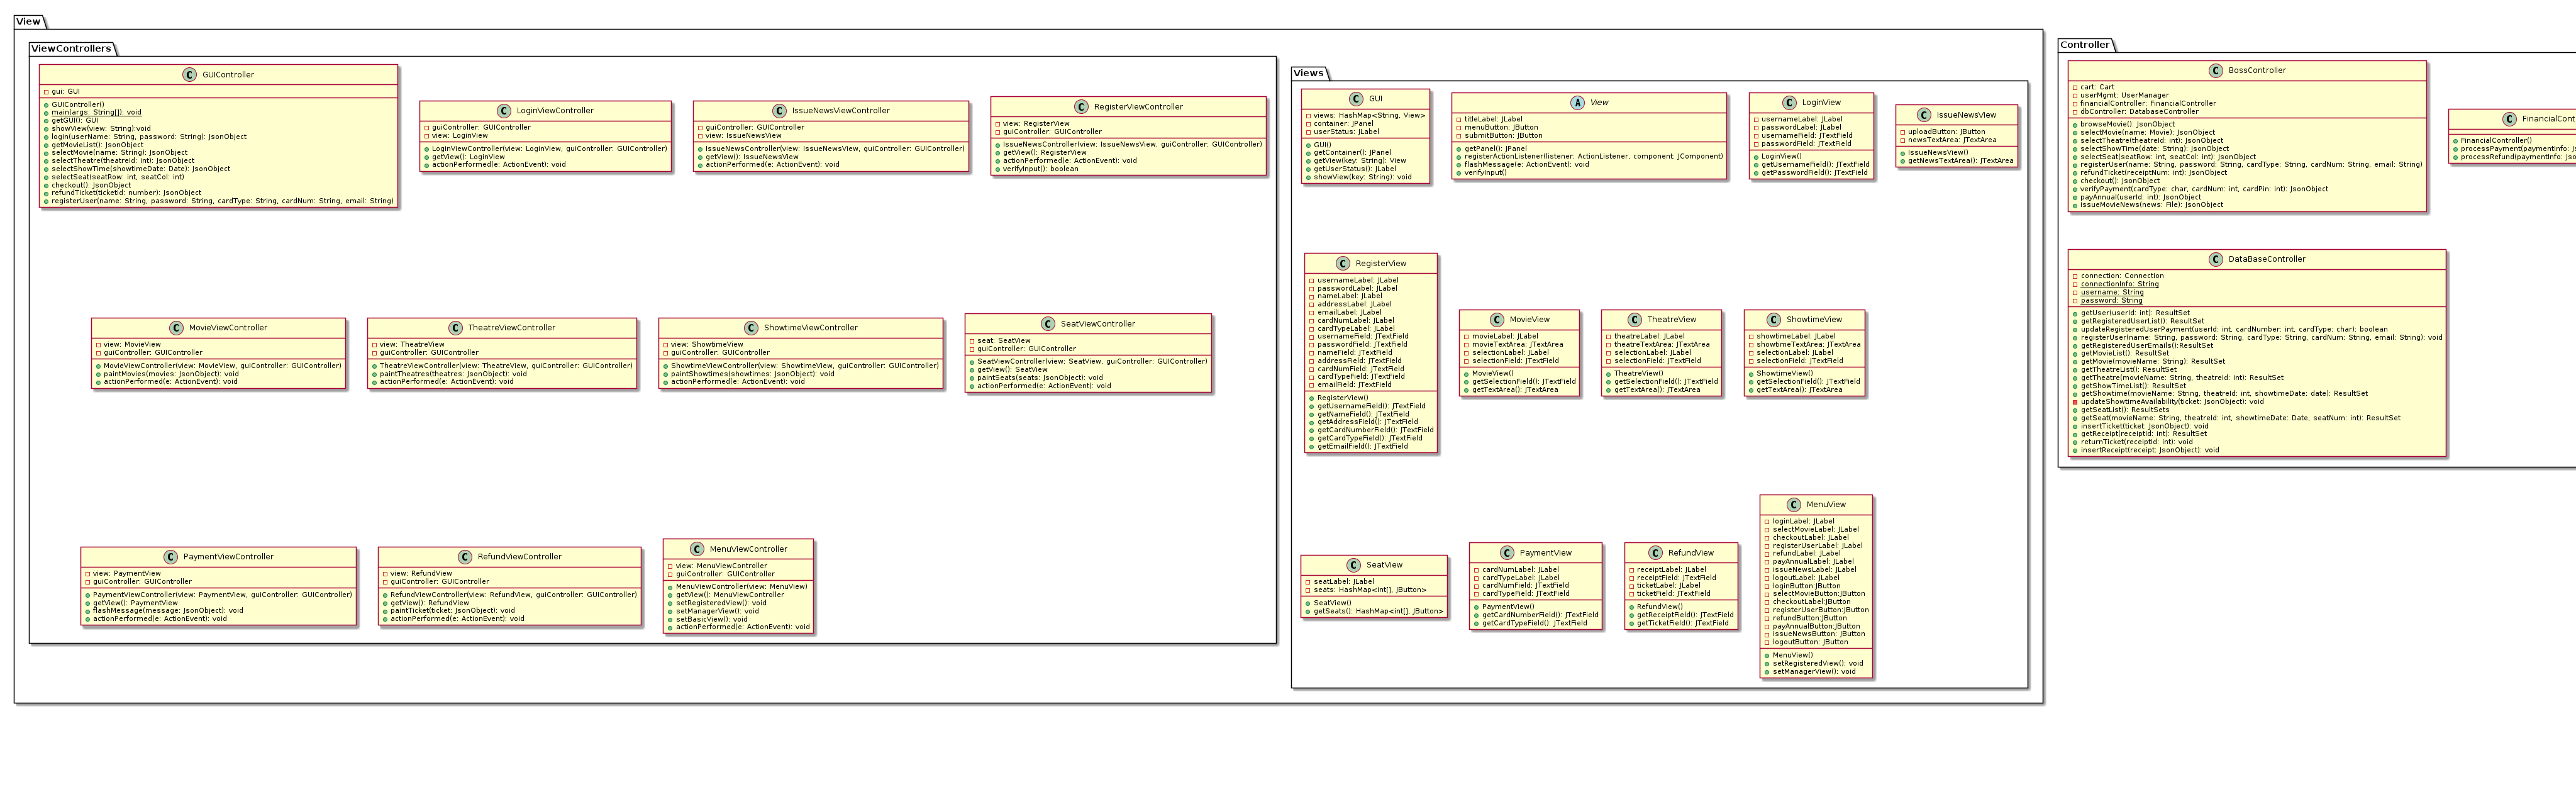 View
ViewControllers
GUIController
gui: GUI
GUIController()
main(args: String[]): void
getGUI(): GUI
showView(view: String):void
login(userName: String, password: String): JsonObject
getMovieList(): JsonObject
selectMovie(name: String): JsonObject
selectTheatre(theatreId: int): JsonObject
selectShowTime(showtimeDate: Date): JsonObject
selectSeat(seatRow: int, seatCol: int)
checkout(): JsonObject
refundTicket(ticketId: number): JsonObject
registerUser(name: String, password: String, cardType: String, cardNum: String, email: String)
LoginViewController
guiController: GUIController
view: LoginView
LoginViewController(view: LoginView, guiController: GUIController)
getView(): LoginView
actionPerformed(e: ActionEvent): void
IssueNewsViewController
guiController: GUIController
view: IssueNewsView
IssueNewsController(view: IssueNewsView, guiController: GUIController)
getView(): IssueNewsView
actionPerformed(e: ActionEvent): void
RegisterViewController
view: RegisterView
guiController: GUIController
IssueNewsController(view: IssueNewsView, guiController: GUIController)
getView(): RegisterView
actionPerformed(e: ActionEvent): void
verifyInput(): boolean
MovieViewController
view: MovieView
guiController: GUIController
MovieViewController(view: MovieView, guiController: GUIController)
paintMovies(movies: JsonObject): void
actionPerformed(e: ActionEvent): void
TheatreViewController
view: TheatreView
guiController: GUIController
TheatreViewController(view: TheatreView, guiController: GUIController)
paintTheatres(theatres: JsonObject): void
actionPerformed(e: ActionEvent): void
ShowtimeViewController
view: ShowtimeView
guiController: GUIController
ShowtimeViewController(view: ShowtimeView, guiController: GUIController)
paintShowtimes(showtimes: JsonObject): void
actionPerformed(e: ActionEvent): void
SeatViewController
seat: SeatView
guiController: GUIController
SeatViewController(view: SeatView, guiController: GUIController)
getView(): SeatView
paintSeats(seats: JsonObject): void
actionPerformed(e: ActionEvent): void
PaymentViewController
view: PaymentView
guiController: GUIController
PaymentViewController(view: PaymentView, guiController: GUIController)
getView(): PaymentView
flashMessage(message: JsonObject): void
actionPerformed(e: ActionEvent): void
RefundViewController
view: RefundView
guiController: GUIController
RefundViewController(view: RefundView, guiController: GUIController)
getView(): RefundView
paintTicket(ticket: JsonObject): void
actionPerformed(e: ActionEvent): void
MenuViewController
view: MenuViewController
guiController: GUIController
MenuViewController(view: MenuView)
getView(): MenuViewController
setRegisteredView(): void
setManagerView(): void
setBasicView(): void
actionPerformed(e: ActionEvent): void
Views
GUI
views: HashMap<String, View>
container: JPanel
userStatus: JLabel
GUI()
getContainer(): JPanel
getView(key: String): View
getUserStatus(): JLabel
showView(key: String): void
View
titleLabel: JLabel
menuButton: JButton
submitButton: JButton
getPanel(): JPanel
registerActionListener(listener: ActionListener, component: JComponent)
flashMessage(e: ActionEvent): void
verifyInput()
LoginView
usernameLabel: JLabel
passwordLabel: JLabel
usernameField: JTextField
passwordField: JTextField
LoginView()
getUsernameField(): JTextField
getPasswordField(): JTextField
IssueNewsView
uploadButton: JButton
newsTextArea: JTextArea
IssueNewsView()
getNewsTextArea(): JTextArea
RegisterView
usernameLabel: JLabel
passwordLabel: JLabel
nameLabel: JLabel
addressLabel: JLabel
emailLabel: JLabel
cardNumLabel: JLabel
cardTypeLabel: JLabel
usernameField: JTextField
passwordField: JTextField
nameField: JTextField
addressField: JTextField
cardNumField: JTextField
cardTypeField: JTextField
emailField: JTextField
RegisterView()
getUsernameField(): JTextField
getNameField(): JTextField
getAddressField(): JTextField
getCardNumberField(): JTextField
getCardTypeField(): JTextField
getEmailField(): JTextField
MovieView
movieLabel: JLabel
movieTextArea: JTextArea
selectionLabel: JLabel
selectionField: JTextField
MovieView()
getSelectionField(): JTextField
getTextArea(): JTextArea
TheatreView
theatreLabel: JLabel
theatreTextArea: JTextArea
selectionLabel: JLabel
selectionField: JTextField
TheatreView()
getSelectionField(): JTextField
getTextArea(): JTextArea
ShowtimeView
showtimeLabel: JLabel
showtimeTextArea: JTextArea
selectionLabel: JLabel
selectionField: JTextField
ShowtimeView()
getSelectionField(): JTextField
getTextArea(): JTextArea
SeatView
seatLabel: JLabel
seats: HashMap<int[], JButton>
SeatView()
getSeats(): HashMap<int[], JButton>
PaymentView
cardNumLabel: JLabel
cardTypeLabel: JLabel
cardNumField: JTextField
cardTypeField: JTextField
PaymentView()
getCardNumberField(): JTextField
getCardTypeField(): JTextField
RefundView
receiptLabel: JLabel
receiptField: JTextField
ticketLabel: JLabel
ticketField: JTextField
RefundView()
getReceiptField(): JTextField
getTicketField(): JTextField
MenuView
loginLabel: JLabel
selectMovieLabel: JLabel
checkoutLabel: JLabel
registerUserLabel: JLabel
refundLabel: JLabel
payAnnualLabel: JLabel
issueNewsLabel: JLabel
logoutLabel: JLabel
loginButton:JButton
selectMovieButton:JButton
checkoutLabel:JButton
registerUserButton:JButton
refundButton:JButton
payAnnualButton:JButton
issueNewsButton: JButton
logoutButton: JButton
MenuView()
setRegisteredView(): void
setManagerView(): void
Controller
BossController
cart: Cart
userMgmt: UserManager
financialController: FinancialController
dbController: DatabaseController
browseMovie(): JsonObject
selectMovie(name: Movie): JsonObject
selectTheatre(theatreId: int): JsonObject
selectShowTime(date: String): JsonObject
selectSeat(seatRow: int, seatCol: int): JsonObject
registerUser(name: String, password: String, cardType: String, cardNum: String, email: String)
refundTicket(receiptNum: int): JsonObject
checkout(): JsonObject
verifyPayment(cardType: char, cardNum: int, cardPin: int): JsonObject
payAnnual(userId: int): JsonObject
issueMovieNews(news: File): JsonObject
FinancialCont
FinancialController()
processPayment(paymentInfo: Js
processRefund(paymentInfo: Jso
DataBaseController
connection: Connection
connectionInfo: String
username: String
password: String
getUser(userId: int): ResultSet
getRegisteredUserList(): ResultSet
updateRegisteredUserPayment(userId: int, cardNumber: int, cardType: char): boolean
registerUser(name: String, password: String, cardType: String, cardNum: String, email: String): void
getRegisteredUserEmails():ResultSet
getMovieList(): ResultSet
getMovie(movieName: String): ResultSet
getTheatreList(): ResultSet
getTheatre(movieName: String, theatreId: int): ResultSet
getShowTimeList(): ResultSet
getShowtime(movieName: String, theatreId: int, showtimeDate: date): ResultSet
updateShowtimeAvailability(ticket: JsonObject): void
getSeatList(): ResultSets
getSeat(movieName: String, theatreId: int, showtimeDate: Date, seatNum: int): ResultSet
insertTicket(ticket: JsonObject): void
getReceipt(receiptId: int): ResultSet
returnTicket(receiptId: int): void
insertReceipt(receipt: JsonObject): void